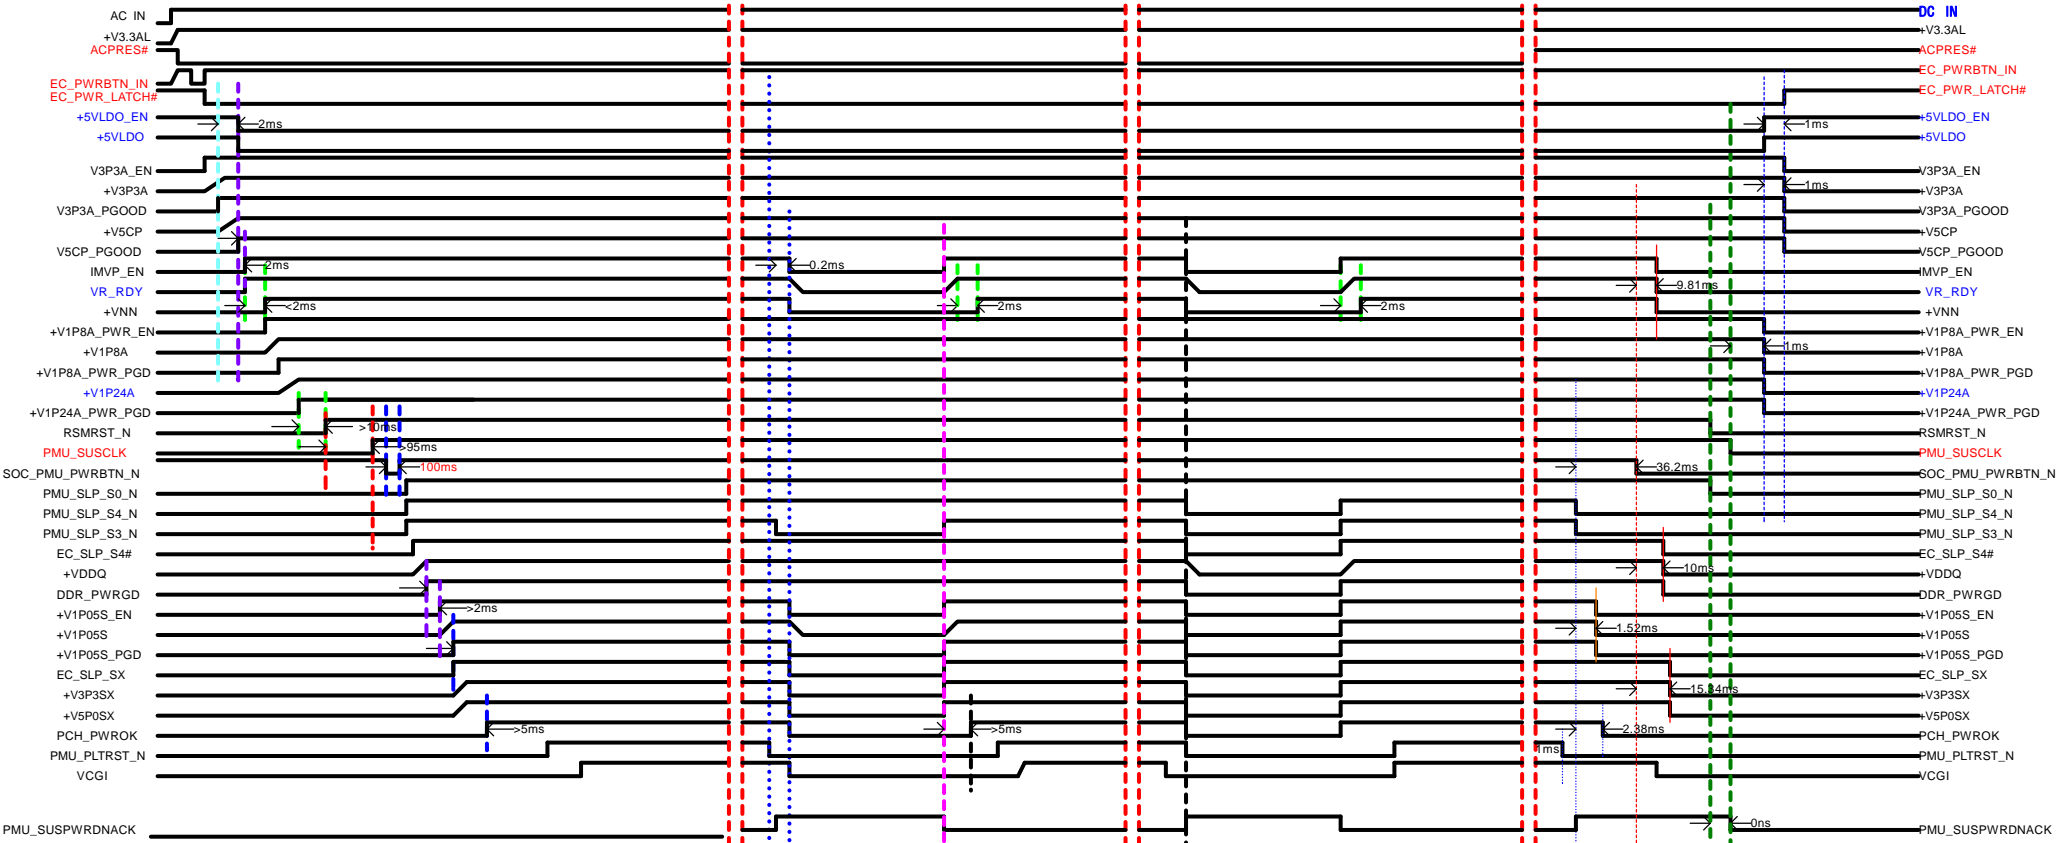 AC IN
DC IN
+V3.3AL
+V3.3AL
ACPRES#
ACPRES#
EC_PWRBTN_IN
EC_PWRBTN_IN
EC_PWR_LATCH#
EC_PWR_LATCH#
+5VLDO_EN
2ms
1ms
+5VLDO_EN
+5VLDO
+5VLDO
V3P3A_EN
V3P3A_EN
+V3P3A
1ms
+V3P3A
V3P3A_PGOOD
V3P3A_PGOOD
+V5CP
+V5CP
V5CP_PGOOD
V5CP_PGOOD
IMVP_EN
2ms
0.2ms
IMVP_EN
VR_RDY
9.81ms
VR_RDY
+VNN
<2ms
2ms
2ms
+VNN
+V1P8A_PWR_EN
+V1P8A_PWR_EN
+V1P8A
1ms
+V1P8A
+V1P8A_PWR_PGD
+V1P8A_PWR_PGD
+V1P24A
+V1P24A
+V1P24A_PWR_PGD
+V1P24A_PWR_PGD
RSMRST_N
>10ms
RSMRST_N
PMU_SUSCLK
>95ms
PMU_SUSCLK
SOC_PMU_PWRBTN_N
100ms
36.2ms
SOC_PMU_PWRBTN_N
PMU_SLP_S0_N
PMU_SLP_S0_N
PMU_SLP_S4_N
PMU_SLP_S4_N
PMU_SLP_S3_N
PMU_SLP_S3_N
EC_SLP_S4#
EC_SLP_S4#
+VDDQ
10ms
+VDDQ
DDR_PWRGD
DDR_PWRGD
+V1P05S_EN
>2ms
+V1P05S_EN
+V1P05S
1.52ms
+V1P05S
+V1P05S_PGD
+V1P05S_PGD
EC_SLP_SX
EC_SLP_SX
+V3P3SX
15.34ms
+V3P3SX
+V5P0SX
+V5P0SX
PCH_PWROK
>5ms
>5ms
2.38ms
PCH_PWROK
PMU_PLTRST_N
1ms
PMU_PLTRST_N
VCGI
VCGI
PMU_SUSPWRDNACK
0ns
PMU_SUSPWRDNACK